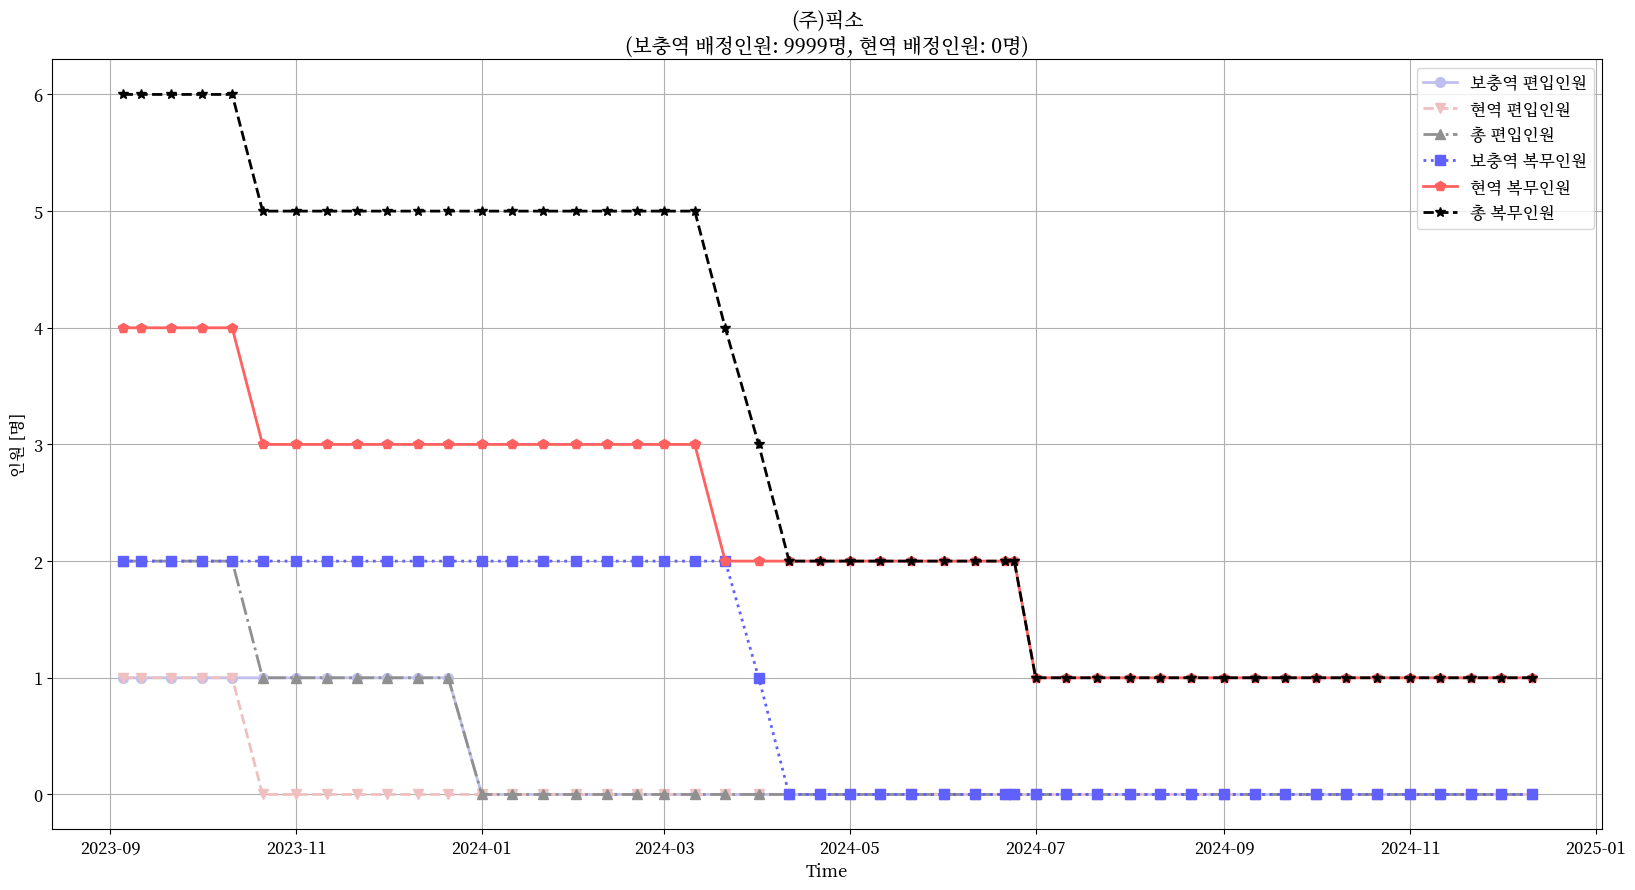 (주)픽소
(보충역 배정인원: 9999명, 현역 배정인원: 0명)
보충역 편입인원
현역 편입인원
총 편입인원
보충역 복무인원
현역 복무인원
총 복무인원
인원 [명]
6
5
4
3
2
1
0
2023-09
2023-11
2024-01
2024-03
2024-05
2024-07
2024-09
2024-11
2025-01
Time